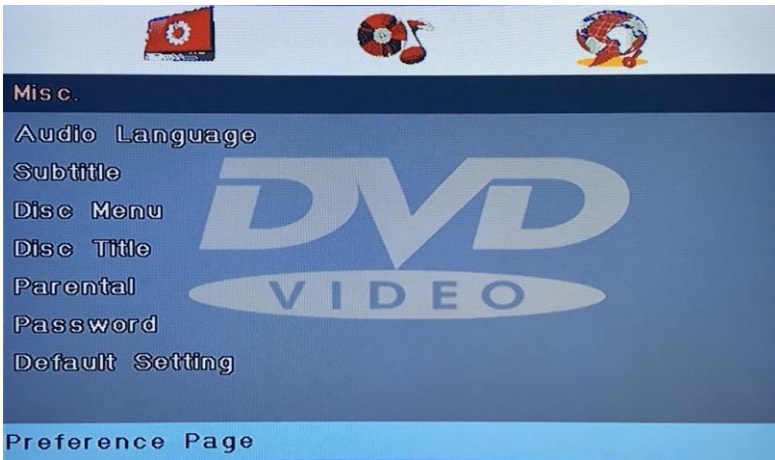 Misc.
Audio Language
Subtitle
Disc Menu
Disc Title
Parental
Password
Default Setting
DVD
VIDEO
Preference Page